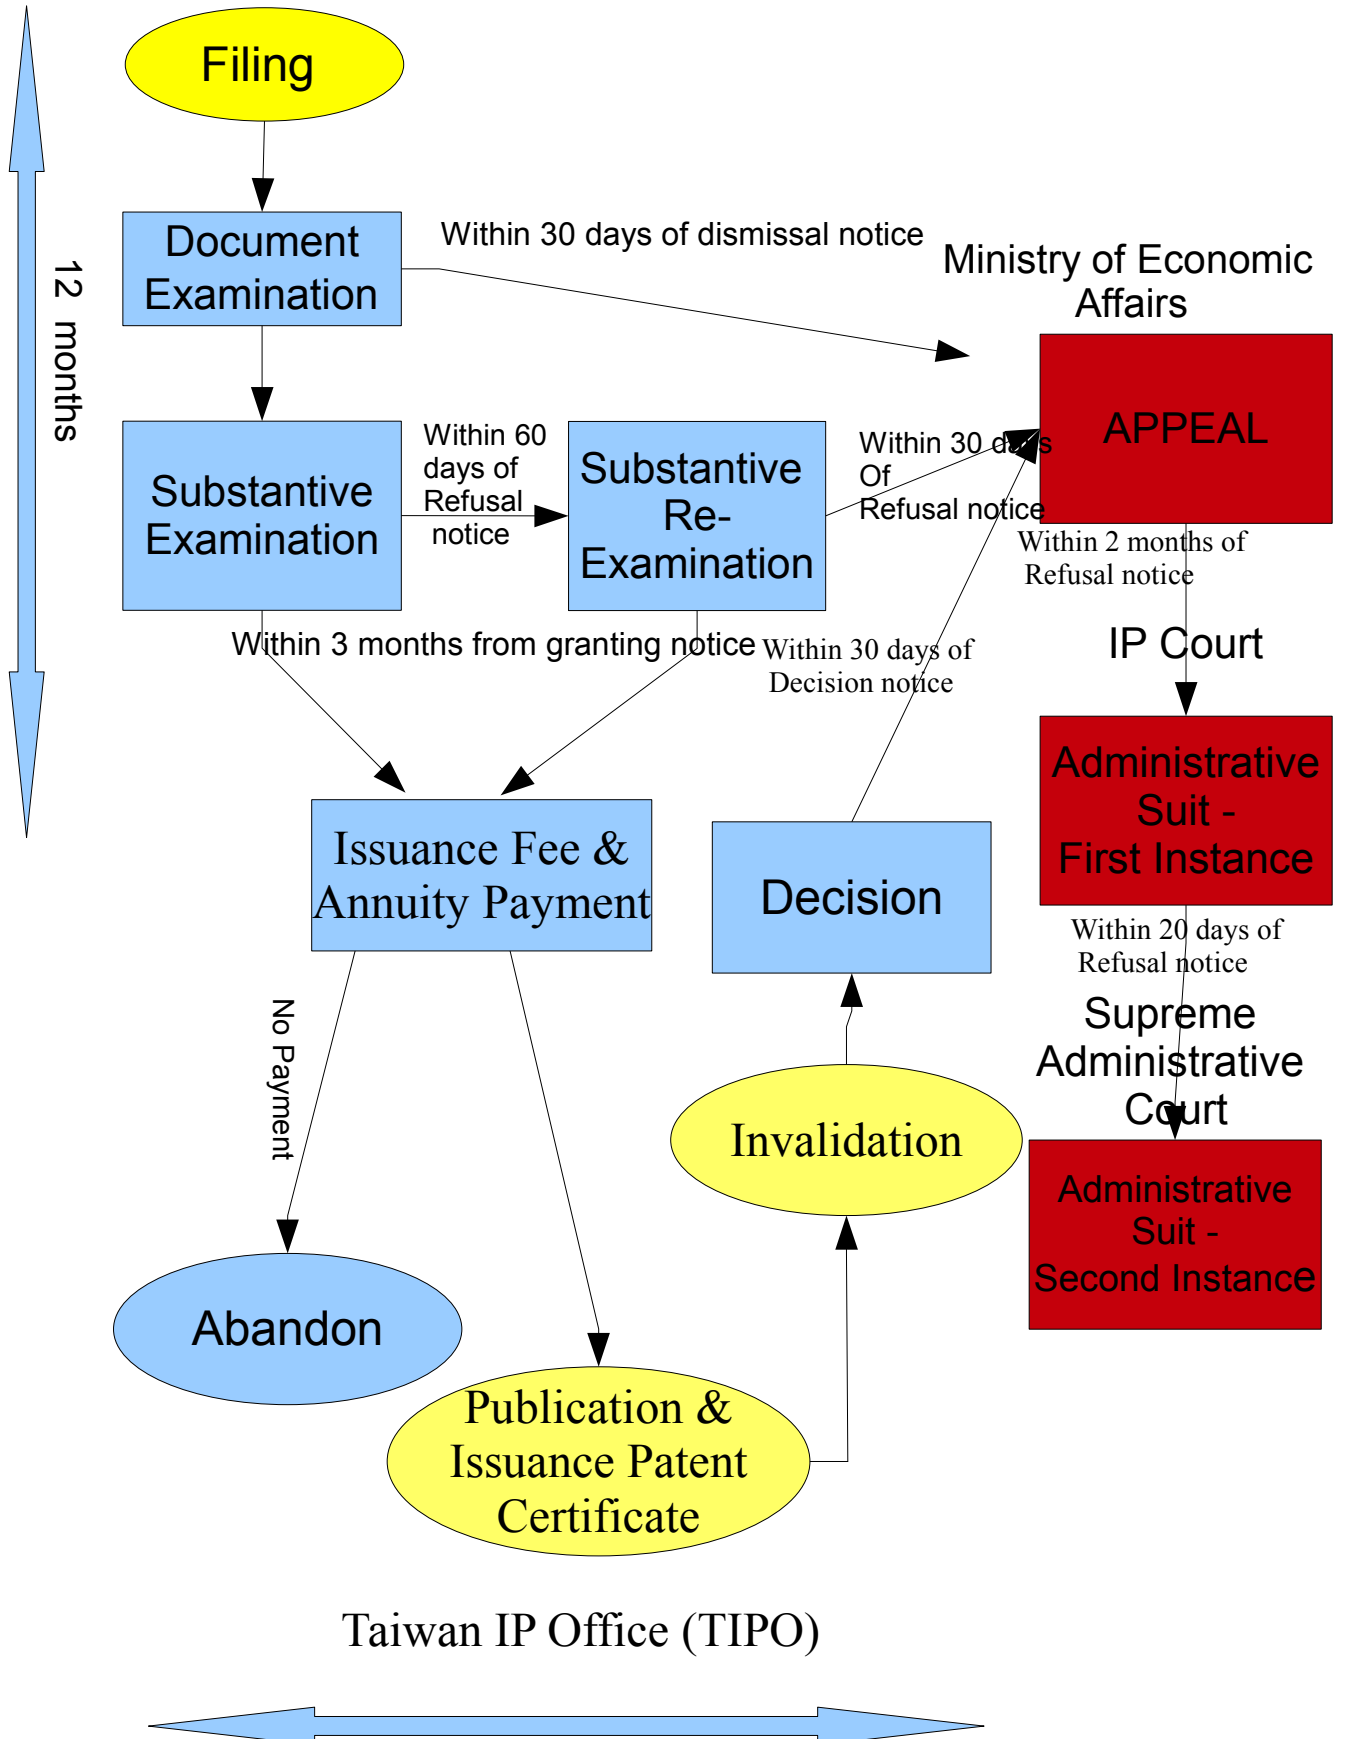 Filing
12 months
Document
Examination
Within 30 days of dismissal notice
Ministry of Economic
Affairs
APPEAL
Substantive
Examination
Within 60
days of
Refusal
notice
Substantive
Re-
Examination
Within 30 days
Of
Refusal notice
Within 2 months of
Refusal notice
IP Court
Within 3 months from granting notice
Within 30 days of
Decision notice
Administrative
Suit -
First Instance
Issuance Fee &
Annuity Payment
Decision
Within 20 days of
Refusal notice
Supreme
Administrative
Court
No Payment
Invalidation
Administrative
Suit -
Second Instance
Abandon
Publication &
Issuance Patent
Certificate
Taiwan IP Office (TIPO)